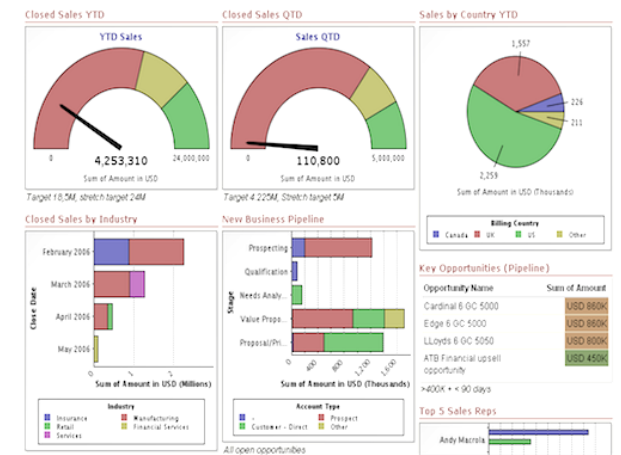 Closed Sales YTD
YTD Sales
0
4,253,310
24,000,000
Sum of Amount in USD
Target 18,5M, stretch target 24M
Closed Sales QTD
Sales QTD
0
110,800
5,000,000
Sum of Amount in USD
Target 4.225M, Stretch target 5M
Sales by Country YTD
1,557
226
211
2,259
Sum of Amount in USD (Thousands)
Billing Country
Canada UK US Other
Closed Sales by Industry
Close Date
February 2006
March 2006
April 2006
May 2006
0 1 2
Sum of Amount in USD (Millions)
Industry
Insurance Manufacturing
Retail Financial Services
Services
New Business Pipeline
Stage
Prospecting
Qualification
Needs Analy..
Value Propo..
Proposal/Pri..
0 400 800 1,200 1,600
Sum of Amount in USD (Thousands)
Account Type
- Prospect
Customer - Direct Other
All open opportunities
Key Opportunities (Pipeline)
Opportunity Name Sum of Amount
Cardinal 6 GC 5000 USD 860K
Edge 6 GC 5000 USD 860K
LLoyds 6 GC 5050 USD 800K
ATB Financial upsell opportunity USD 450K
>400K + < 90 days
Top 5 Sales Reps
Andy Macrola